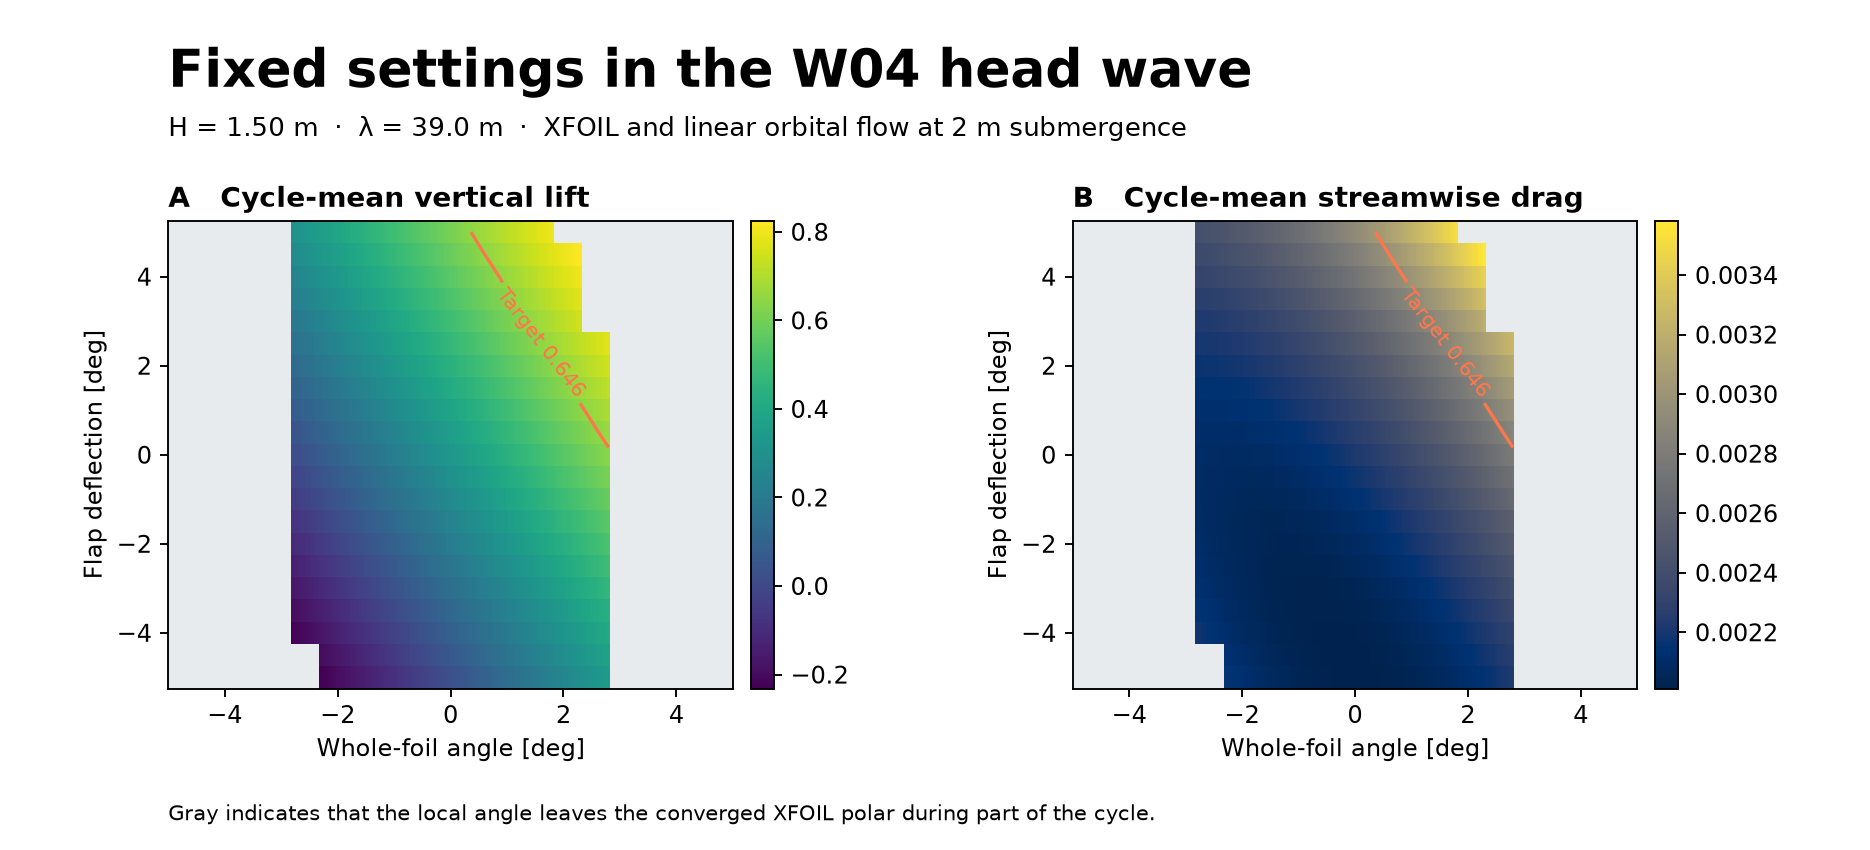 Fixed settings in the W04 head wave
H = 1.50 m · λ = 39.0 m · XFOIL and linear orbital flow at 2 m submergence
A Cycle-mean vertical lift
Flap deflection [deg]
4
2
0
−2
−4
Target 0.646
−4 −2 0 2 4
Whole-foil angle [deg]
0.8
0.6
0.4
0.2
0.0
−0.2
B Cycle-mean streamwise drag
Flap deflection [deg]
4
2
0
−2
−4
Target 0.646
−4 −2 0 2 4
Whole-foil angle [deg]
0.0034
0.0032
0.0030
0.0028
0.0026
0.0024
0.0022
Gray indicates that the local angle leaves the converged XFOIL polar during part of the cycle.